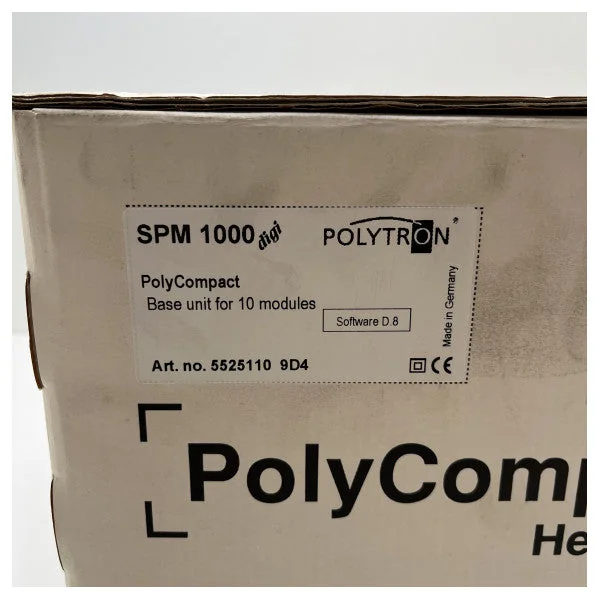 SPM 1000 digi
POLYTRON®
PolyCompact
Base unit for 10 modules
Software D.8
Made in Germany
Art. no. 5525110 9D4
CE
PolyComp
He